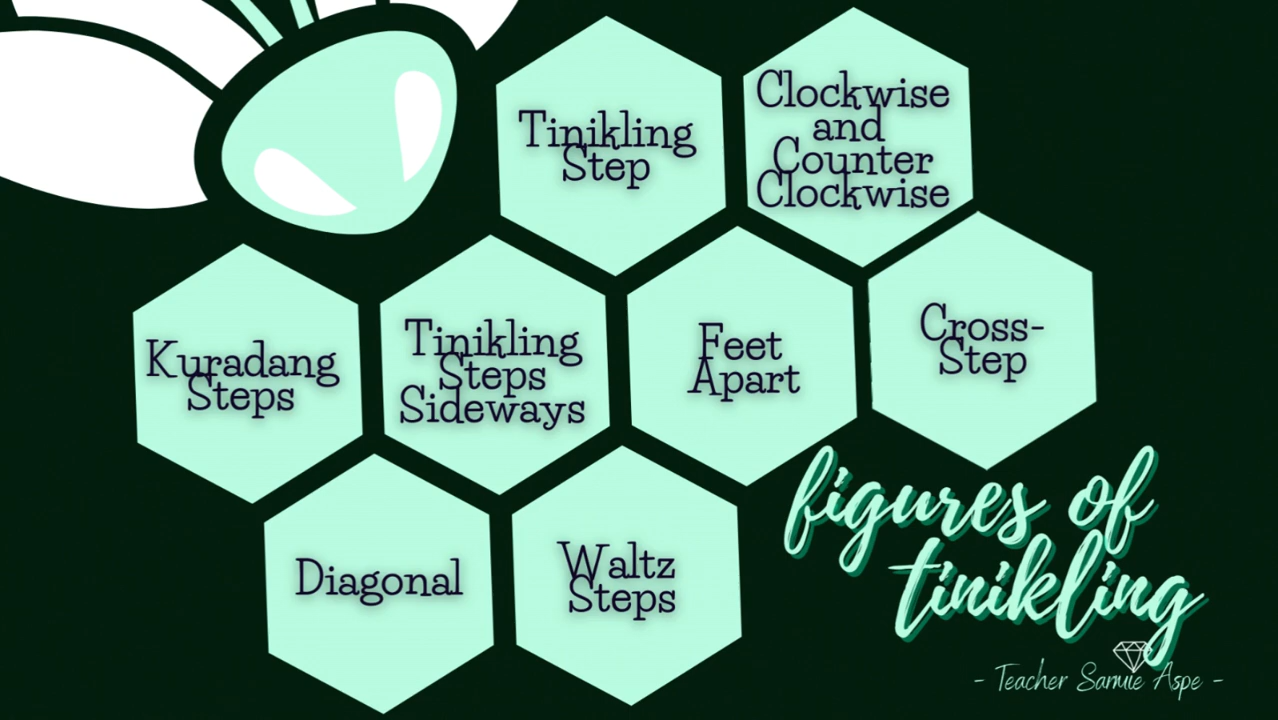 Tinikling
Step
Clockwise
and
Counter
Clockwise
Kuradang
Steps
Tinikling
Steps
Sideways
Feet
Apart
Cross-
Step
Diagonal
Waltz
Steps
figures of
tinikling
- Teacher Samie Aspe -